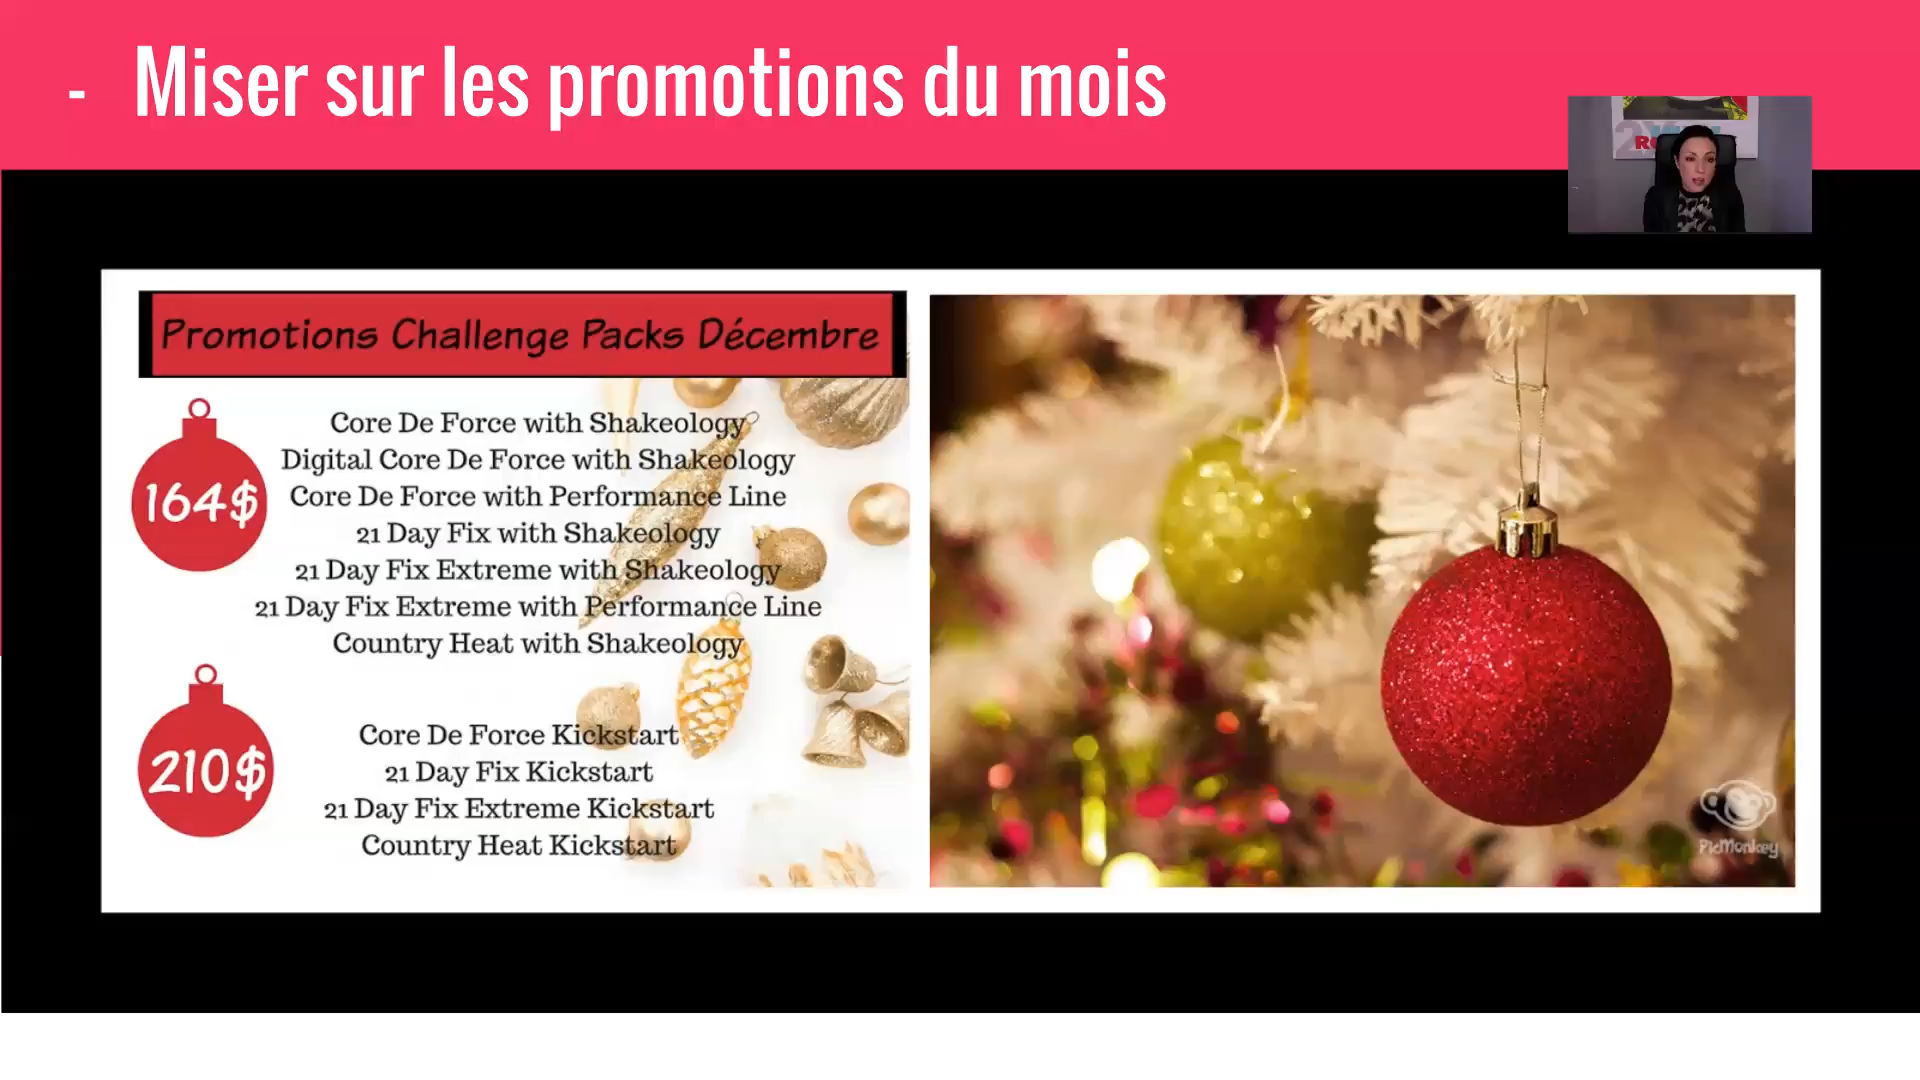 - Miser sur les promotions du mois
Promotions Challenge Packs Décembre
164$
Core De Force with Shakeology
Digital Core De Force with Shakeology
Core De Force with Performance Line
21 Day Fix with Shakeology
21 Day Fix Extreme with Shakeology
21 Day Fix Extreme with Performance Line
Country Heat with Shakeology
210$
Core De Force Kickstart
21 Day Fix Kickstart
21 Day Fix Extreme Kickstart
Country Heat Kickstart
PicMonkey